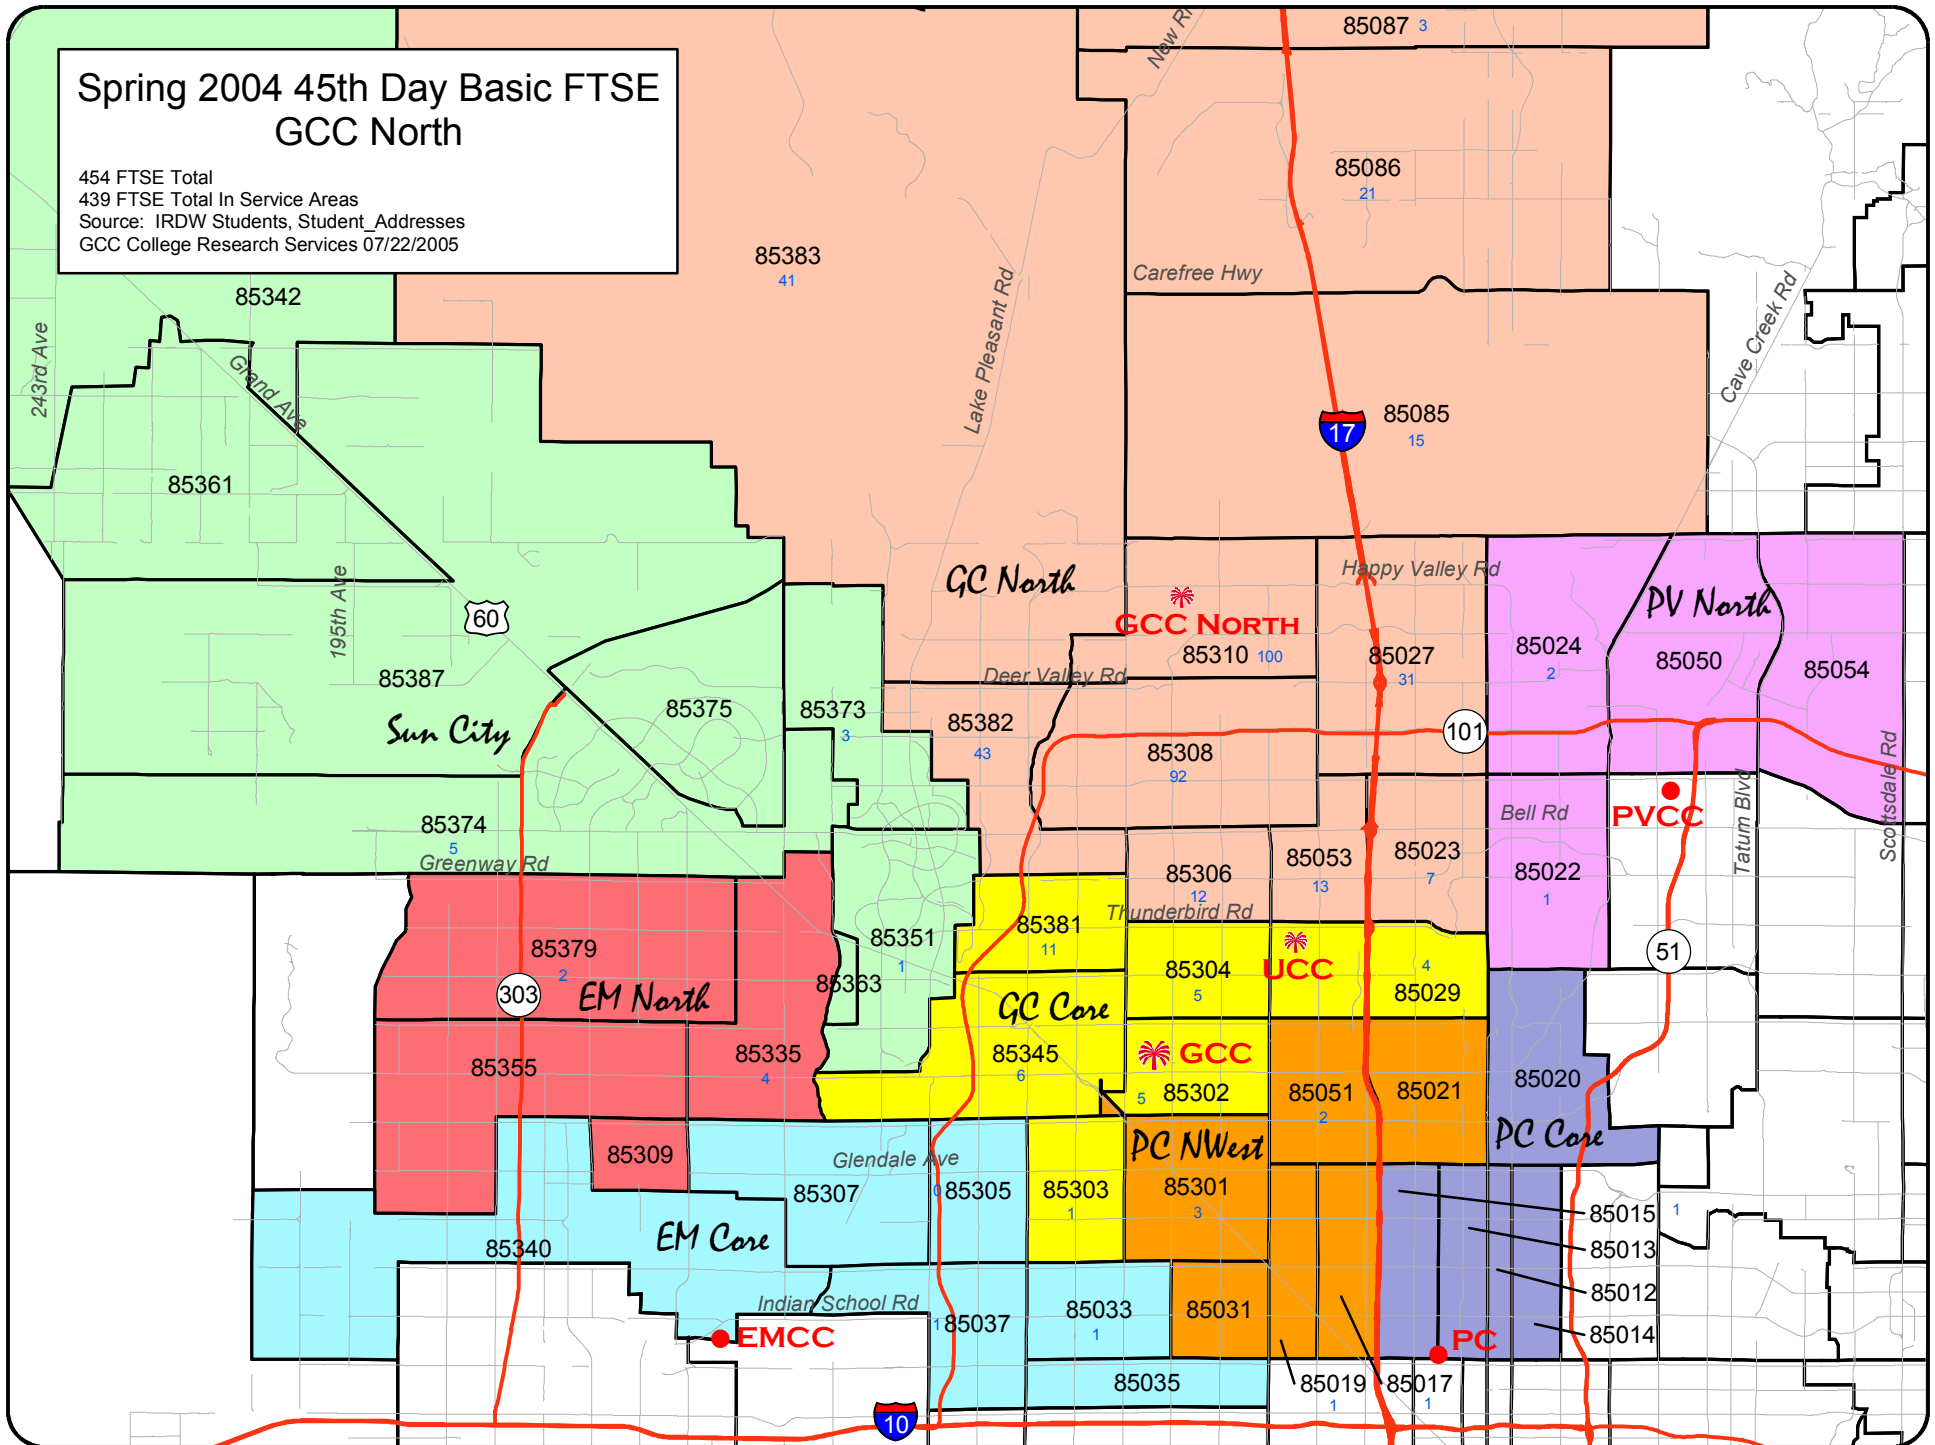 Spring 2004 45th Day Basic FTSE
GCC North
454 FTSE Total
439 FTSE Total In Service Areas
Source: IRDW Students, Student_Addresses
GCC College Research Services 07/22/2005
85087 3
85086
21
85383
41
Carefree Hwy
Lake Pleasant Rd
Cave Creek Rd
85342
243rd Ave
Grand Ave
17
85085
15
85361
195th Ave
60
GC North
Happy Valley Rd
PV North
GCC North
85310 100
85027
31
85024
2
85050
85054
85387
Deer Valley Rd
Sun City
85375
85373
3
85382
43
85308
92
101
Scottsdale Rd
Tatum Blvd
PVCC
Bell Rd
85374
5
Greenway Rd
85306
12
85053
13
85023
7
85022
1
Thunderbird Rd
85381
11
85351
1
85379
2
303
EM North
85363
85304
5
UCC
4
85029
51
GC Core
85355
85335
4
85345
6
GCC
5 85302
85051
2
85021
85020
PC NWest
PC Core
85309
Glendale Ave
85307
0 85305
85303
1
85301
3
85015
1
85013
85012
85014
EM Core
85340
Indian School Rd
EMCC
1 85037
85033
1
85031
PC
85035
85019
1
85017
1
10